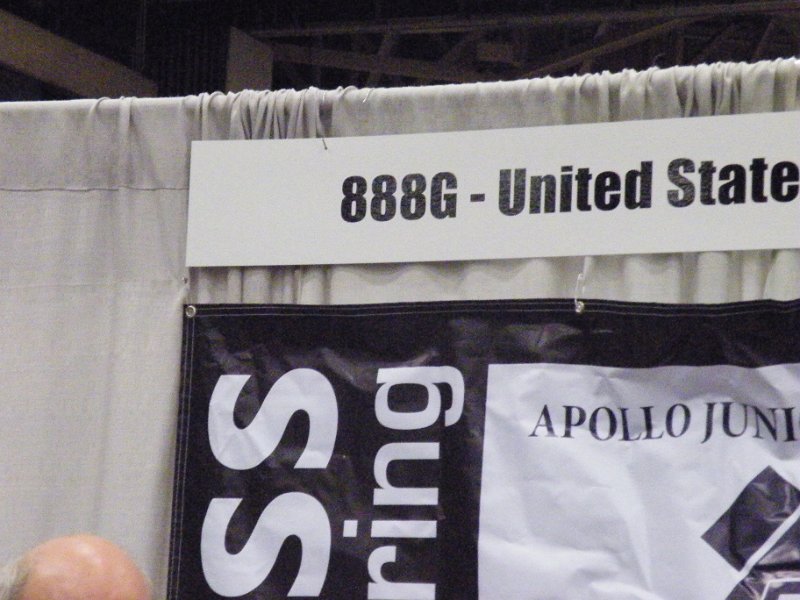 888G - United State
SS
ring
APOLLO JUNI